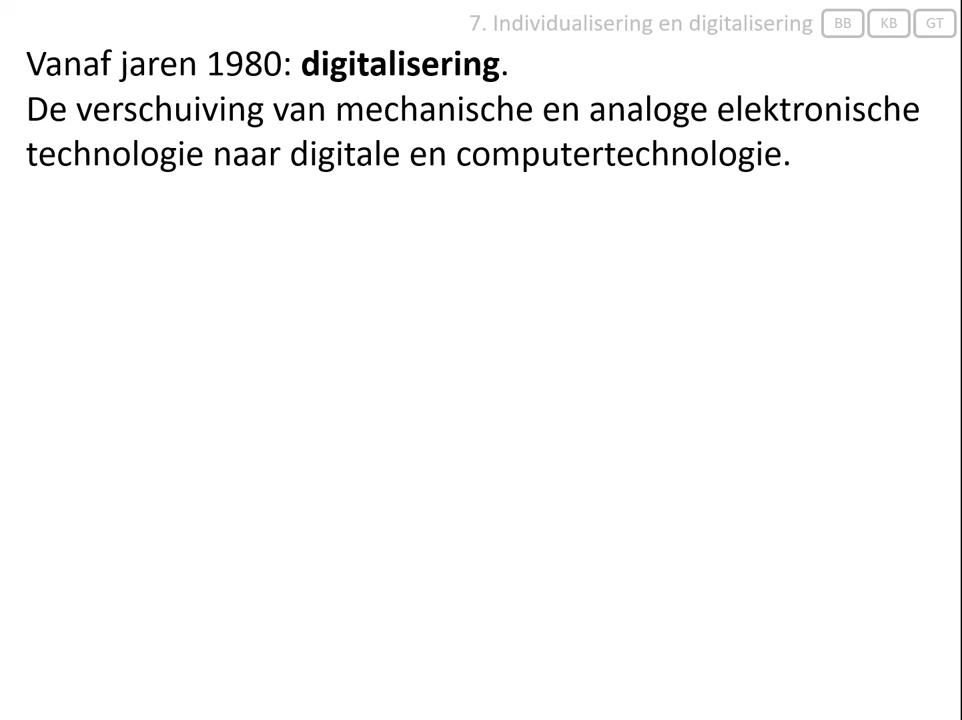 7. Individualisering en digitalisering BB KB GT
Vanaf jaren 1980: digitalisering.
De verschuiving van mechanische en analoge elektronische
technologie naar digitale en computertechnologie.